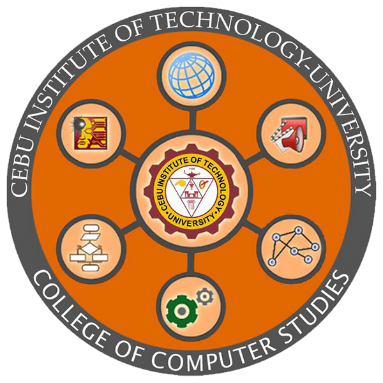 CEBU INSTITUTE OF TECHNOLOGY-UNIVERSITY
CEBU INSTITUTE OF TECHNOLOGY
UNIVERSITY
COLLEGE OF COMPUTER STUDIES